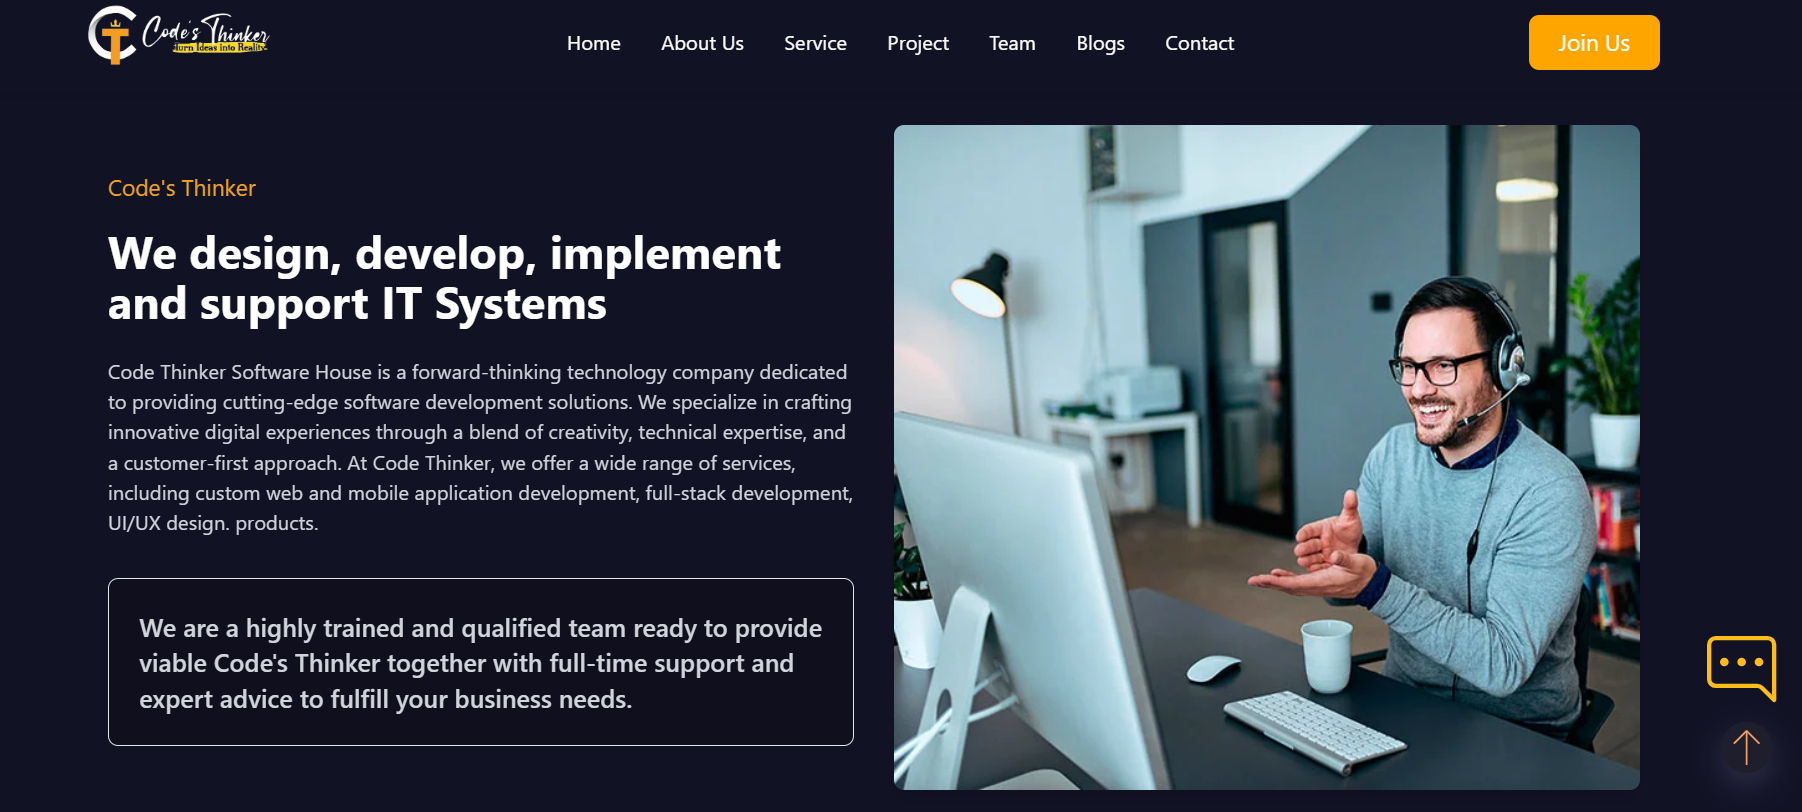 Code's Thinker
Turn Ideas Into Reality
Home
About Us
Service
Project
Team
Blogs
Contact
Join Us
Code's Thinker
We design, develop, implement
and support IT Systems
Code Thinker Software House is a forward-thinking technology company dedicated
to providing cutting-edge software development solutions. We specialize in crafting
innovative digital experiences through a blend of creativity, technical expertise, and
a customer-first approach. At Code Thinker, we offer a wide range of services,
including custom web and mobile application development, full-stack development,
UI/UX design. products.
We are a highly trained and qualified team ready to provide
viable Code's Thinker together with full-time support and
expert advice to fulfill your business needs.